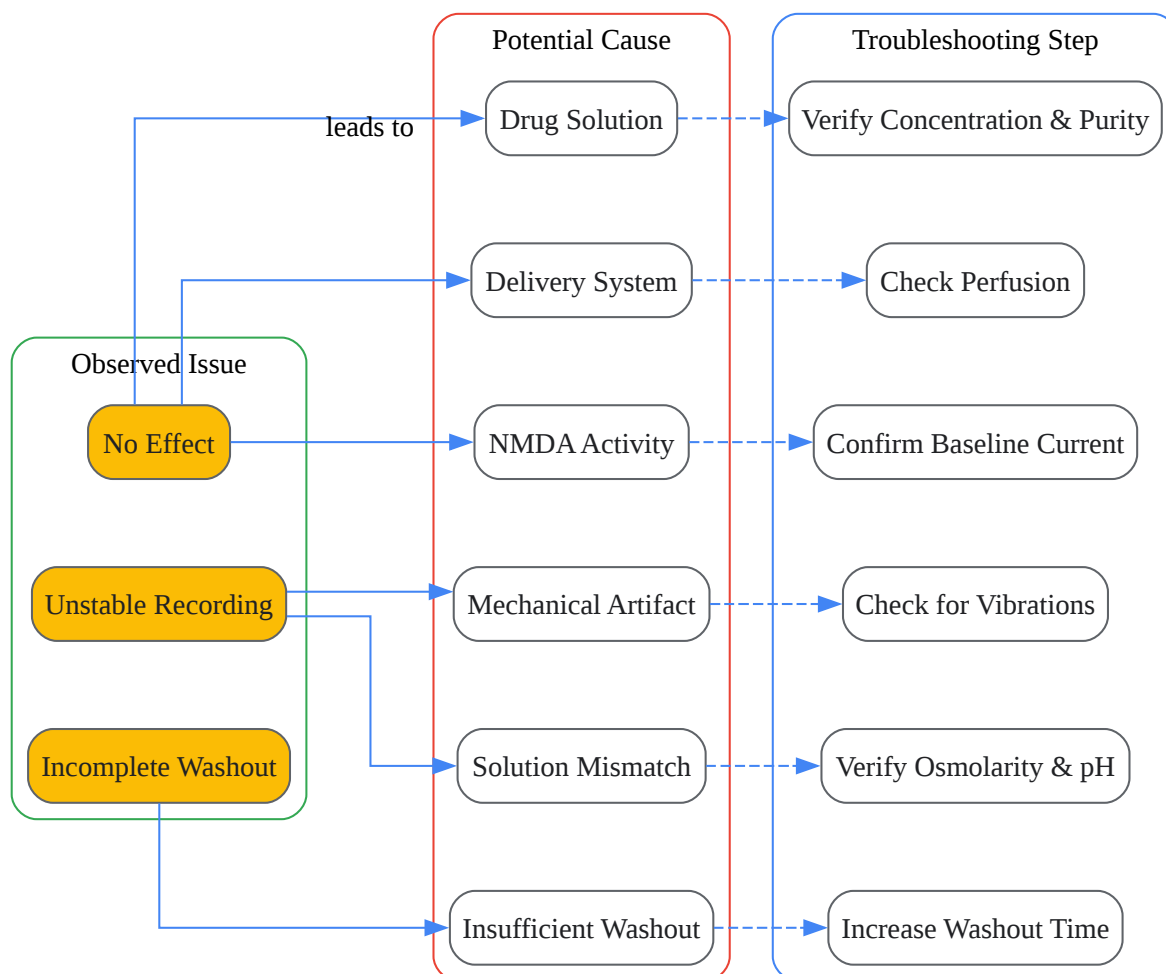 Potential Cause
Troubleshooting Step
Drug Solution
Verify Concentration & Purity
leads to
Delivery System
Check Perfusion
Observed Issue
No Effect
NMDA Activity
Confirm Baseline Current
Unstable Recording
Mechanical Artifact
Check for Vibrations
Incomplete Washout
Solution Mismatch
Verify Osmolarity & pH
Insufficient Washout
Increase Washout Time